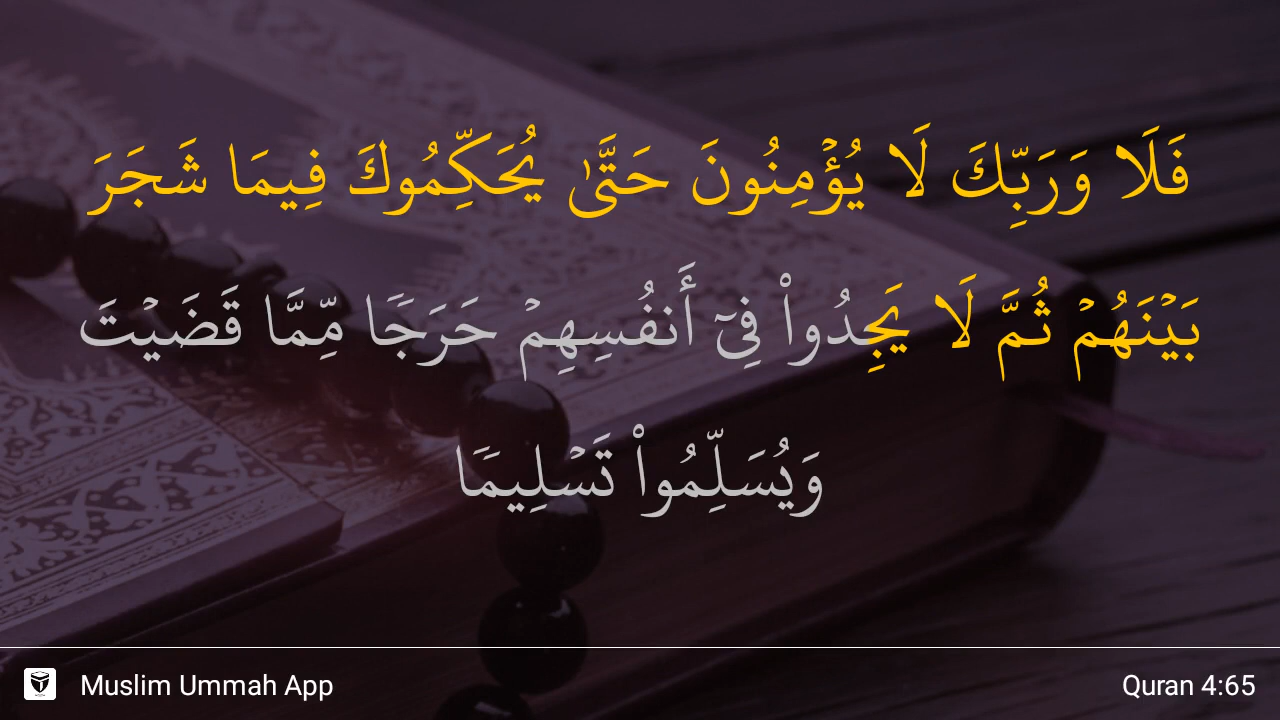 فَلَا وَرَبِّكَ لَا يُؤۡمِنُونَ حَتَّىٰ يُحَكِّمُوكَ فِيمَا شَجَرَ
بَيۡنَهُمۡ ثُمَّ لَا يَجِدُواْ فِيٓ أَنفُسِهِمۡ حَرَجٗا مِّمَّا قَضَيۡتَ
وَيُسَلِّمُواْ تَسۡلِيمٗا
Muslim Ummah App
Quran 4:65